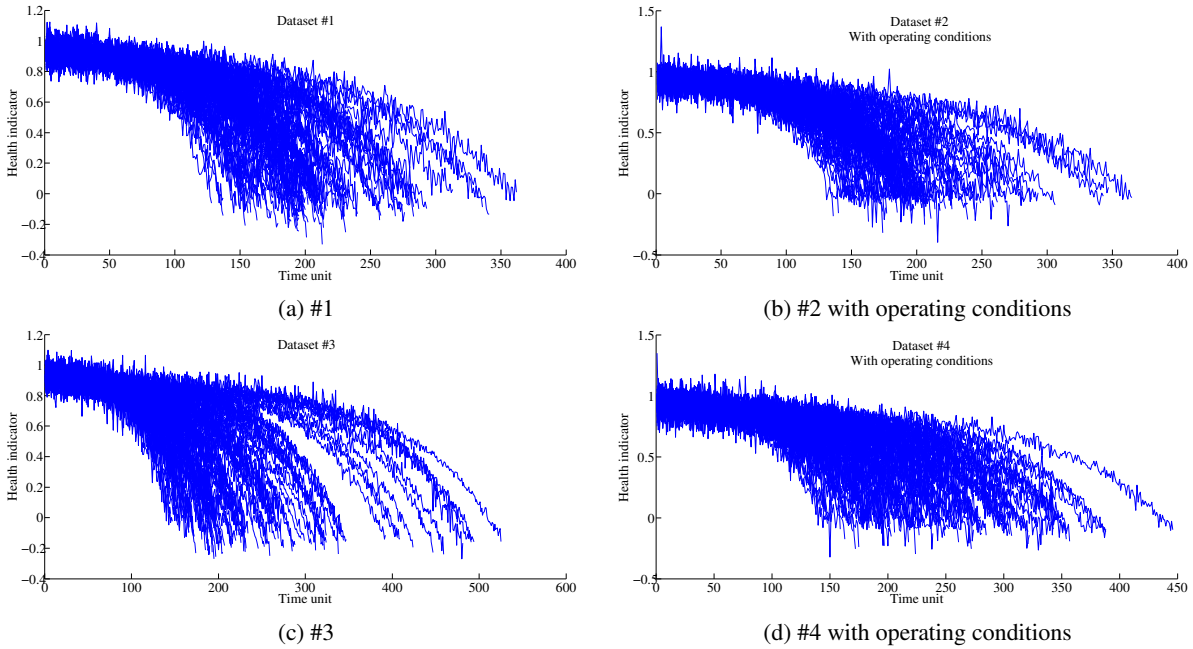 Dataset #1
1.2
1
0.8
0.6
0.4
0.2
0
−0.2
−0.4
Health indicator
0 50 100 150 200 250 300 350 400
Time unit
(a) #1
Dataset #2
With operating conditions
1.5
1
0.5
0
−0.5
Health indicator
0 50 100 150 200 250 300 350 400
Time unit
(b) #2 with operating conditions
Dataset #3
1.2
1
0.8
0.6
0.4
0.2
0
−0.2
−0.4
Health indicator
0 100 200 300 400 500 600
Time unit
(c) #3
Dataset #4
With operating conditions
1.5
1
0.5
0
−0.5
Health indicator
0 50 100 150 200 250 300 350 400 450
Time unit
(d) #4 with operating conditions